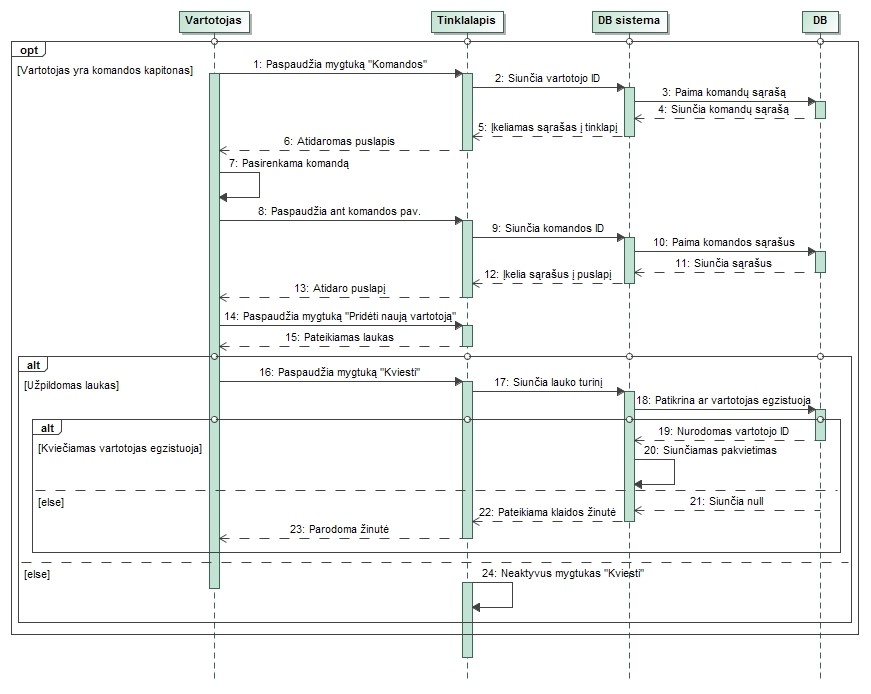 Vartotojas
Tinklalapis
DB sistema
DB
opt
[Vartotojas yra komandos kapitonas]
1: Paspaudžia mygtuką "Komandos"
2: Siunčia vartotojo ID
3: Paima komandų sąrašą
4: Siunčia komandų sąrašą
5: Įkeliamas sąrašas į tinklapį
6: Atidaromas puslapis
7: Pasirenkama komandą
8: Paspaudžia ant komandos pav.
9: Siunčia komandos ID
10: Paima komandos sąrašus
11: Siunčia sąrašus
12: Įkelia sąrašus į puslapį
13: Atidaro puslapį
14: Paspaudžia mygtuką "Pridėti naują vartotoją"
15: Pateikiamas laukas
alt
[Užpildomas laukas]
16: Paspaudžia mygtuką "Kviesti"
17: Siunčia lauko turinį
18: Patikrina ar vartotojas egzistuoja
alt
[Kviečiamas vartotojas egzistuoja]
19: Nurodomas vartotojo ID
20: Siunčiamas pakvietimas
[else]
21: Siunčia null
22: Pateikiama klaidos žinutė
23: Parodoma žinutė
[else]
24: Neaktyvus mygtukas "Kviesti"